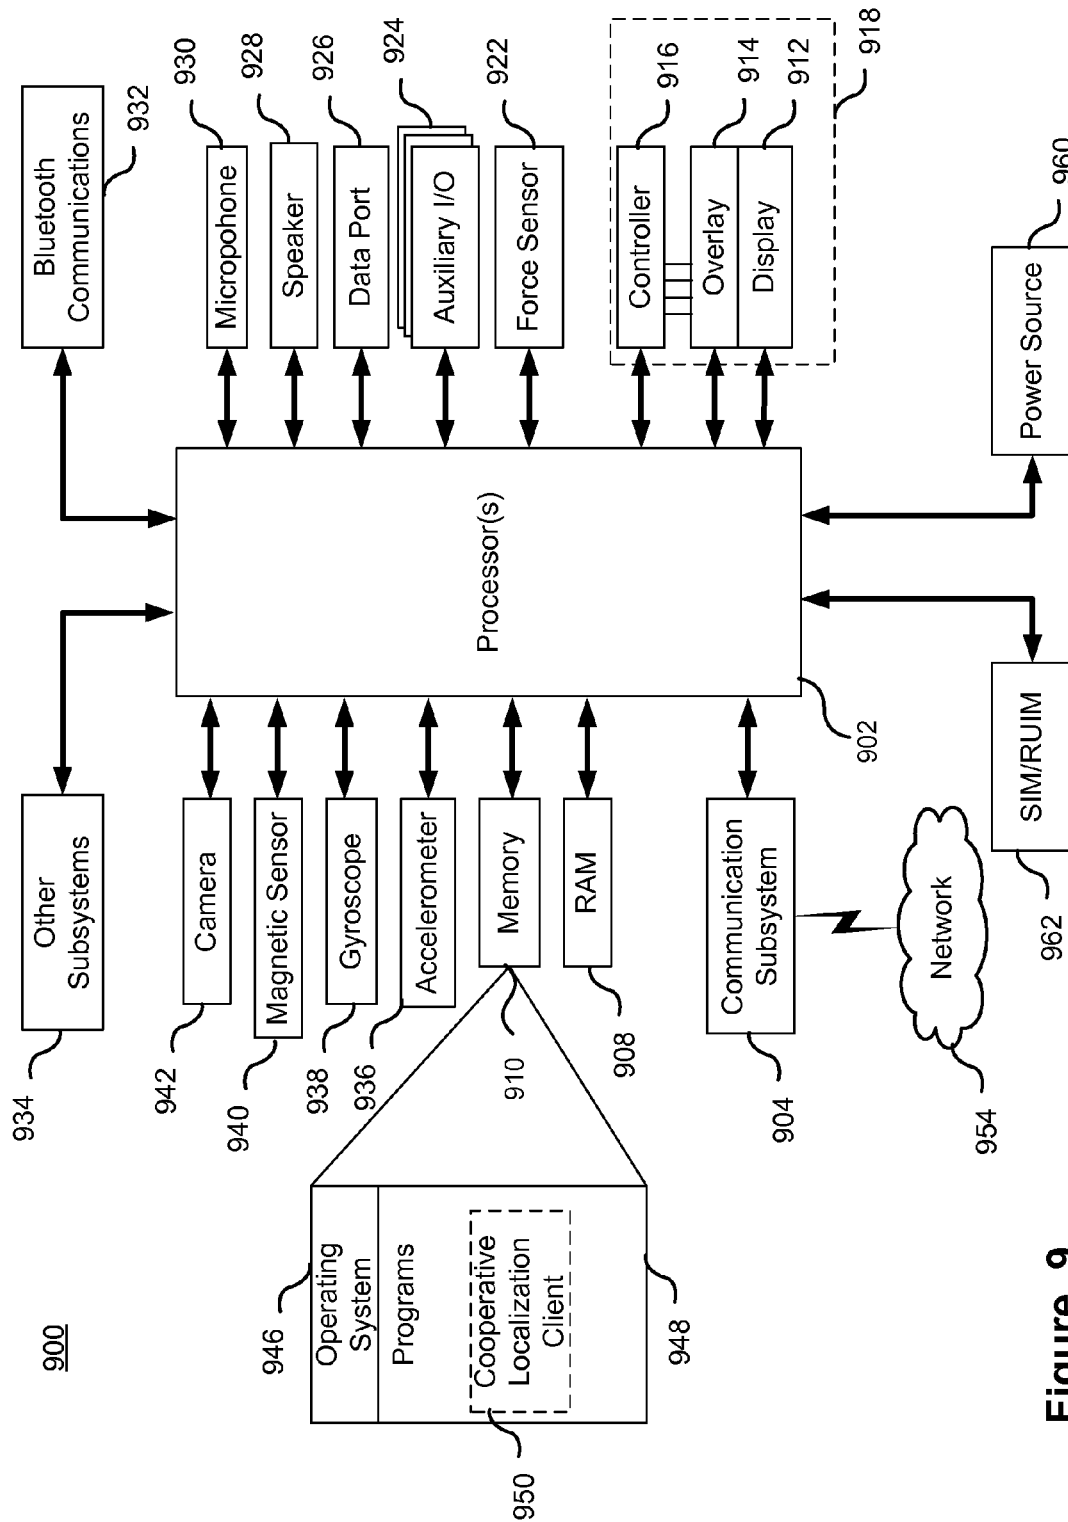 900
934
Other
Subsystems
Bluetooth
Communications
932
942
Camera
Micropohone
930
940
Magnetic Sensor
Speaker
928
938
Gyroscope
Data Port
926
936
Accelerometer
Auxiliary I/O
924
946
Operating
System
Programs
Cooperative
Localization
Client
950
948
910
Memory
Processor(s)
Force Sensor
922
908
RAM
Controller
916
904
Communication
Subsystem
Overlay
914
Display
912
918
902
954
Network
962
SIM/RUIM
Power Source
960
Figure 9